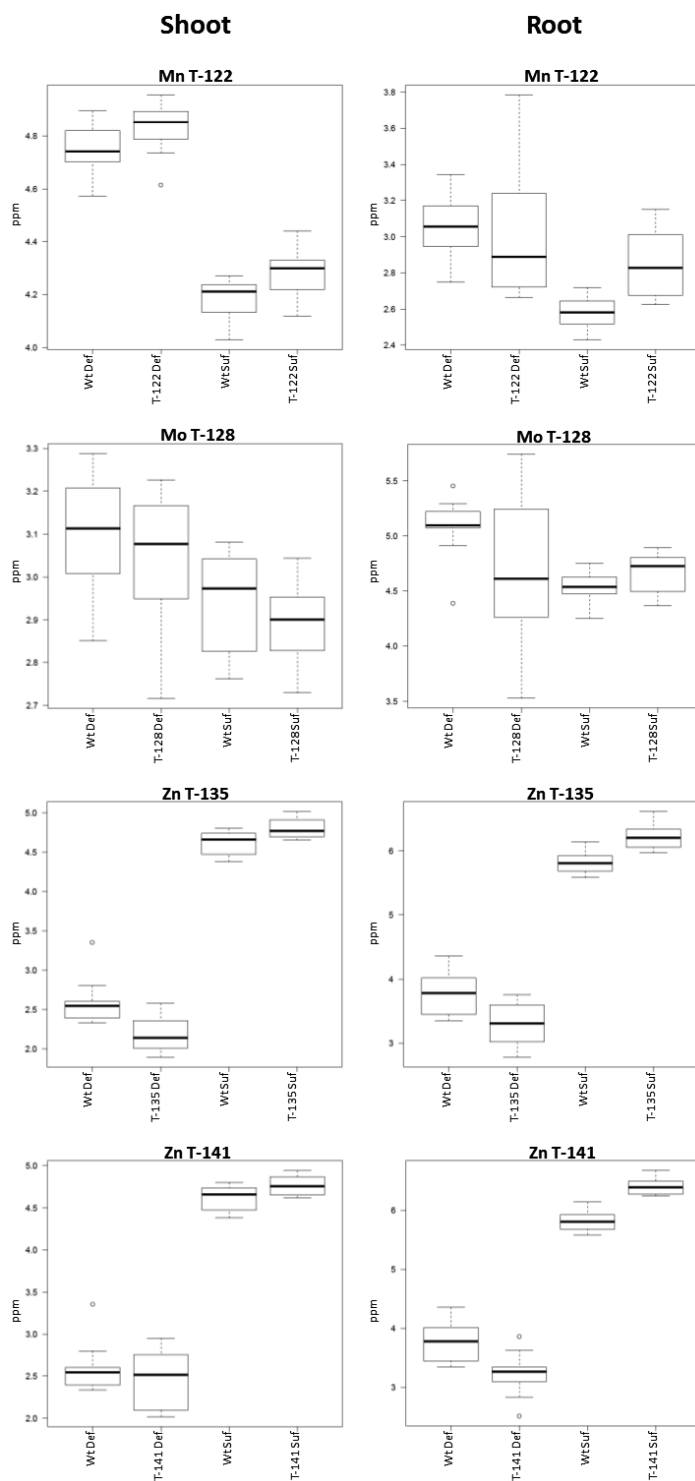 Shoot
Root
Mn T-122
4.8
4.6
4.4
4.2
4.0
ppm
Wt Def
T-122 Def
Wt Suf
T-122 Suf
Mn T-122
3.8
3.6
3.4
3.2
3.0
2.8
2.6
2.4
ppm
Wt Def
T-122 Def
Wt Suf
T-122 Suf
Mo T-128
3.3
3.2
3.1
3.0
2.9
2.8
2.7
ppm
Wt Def
T-128 Def
Wt Suf
T-128 Suf
Mo T-128
5.5
5.0
4.5
4.0
3.5
ppm
Wt Def
T-128 Def
Wt Suf
T-128 Suf
Zn T-135
5.0
4.5
4.0
3.5
3.0
2.5
2.0
ppm
Wt Def
T-135 Def
Wt Suf
T-135 Suf
Zn T-135
6
5
4
3
ppm
Wt Def
T-135 Def
Wt Suf
T-135 Suf
Zn T-141
5.0
4.5
4.0
3.5
3.0
2.5
2.0
ppm
Wt Def
T-141 Def
Wt Suf
T-141 Suf
Zn T-141
6
5
4
3
ppm
Wt Def
T-141 Def
Wt Suf
T-141 Suf